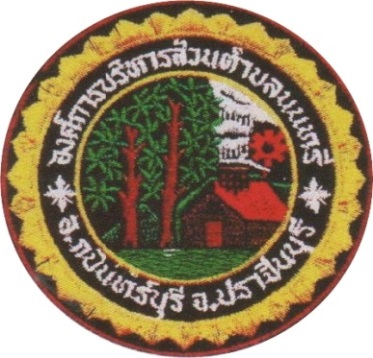 องค์การบริหารส่วนตำบลนนทรี
อ.กบินทร์บุรี จ.ปราจีนบุรี